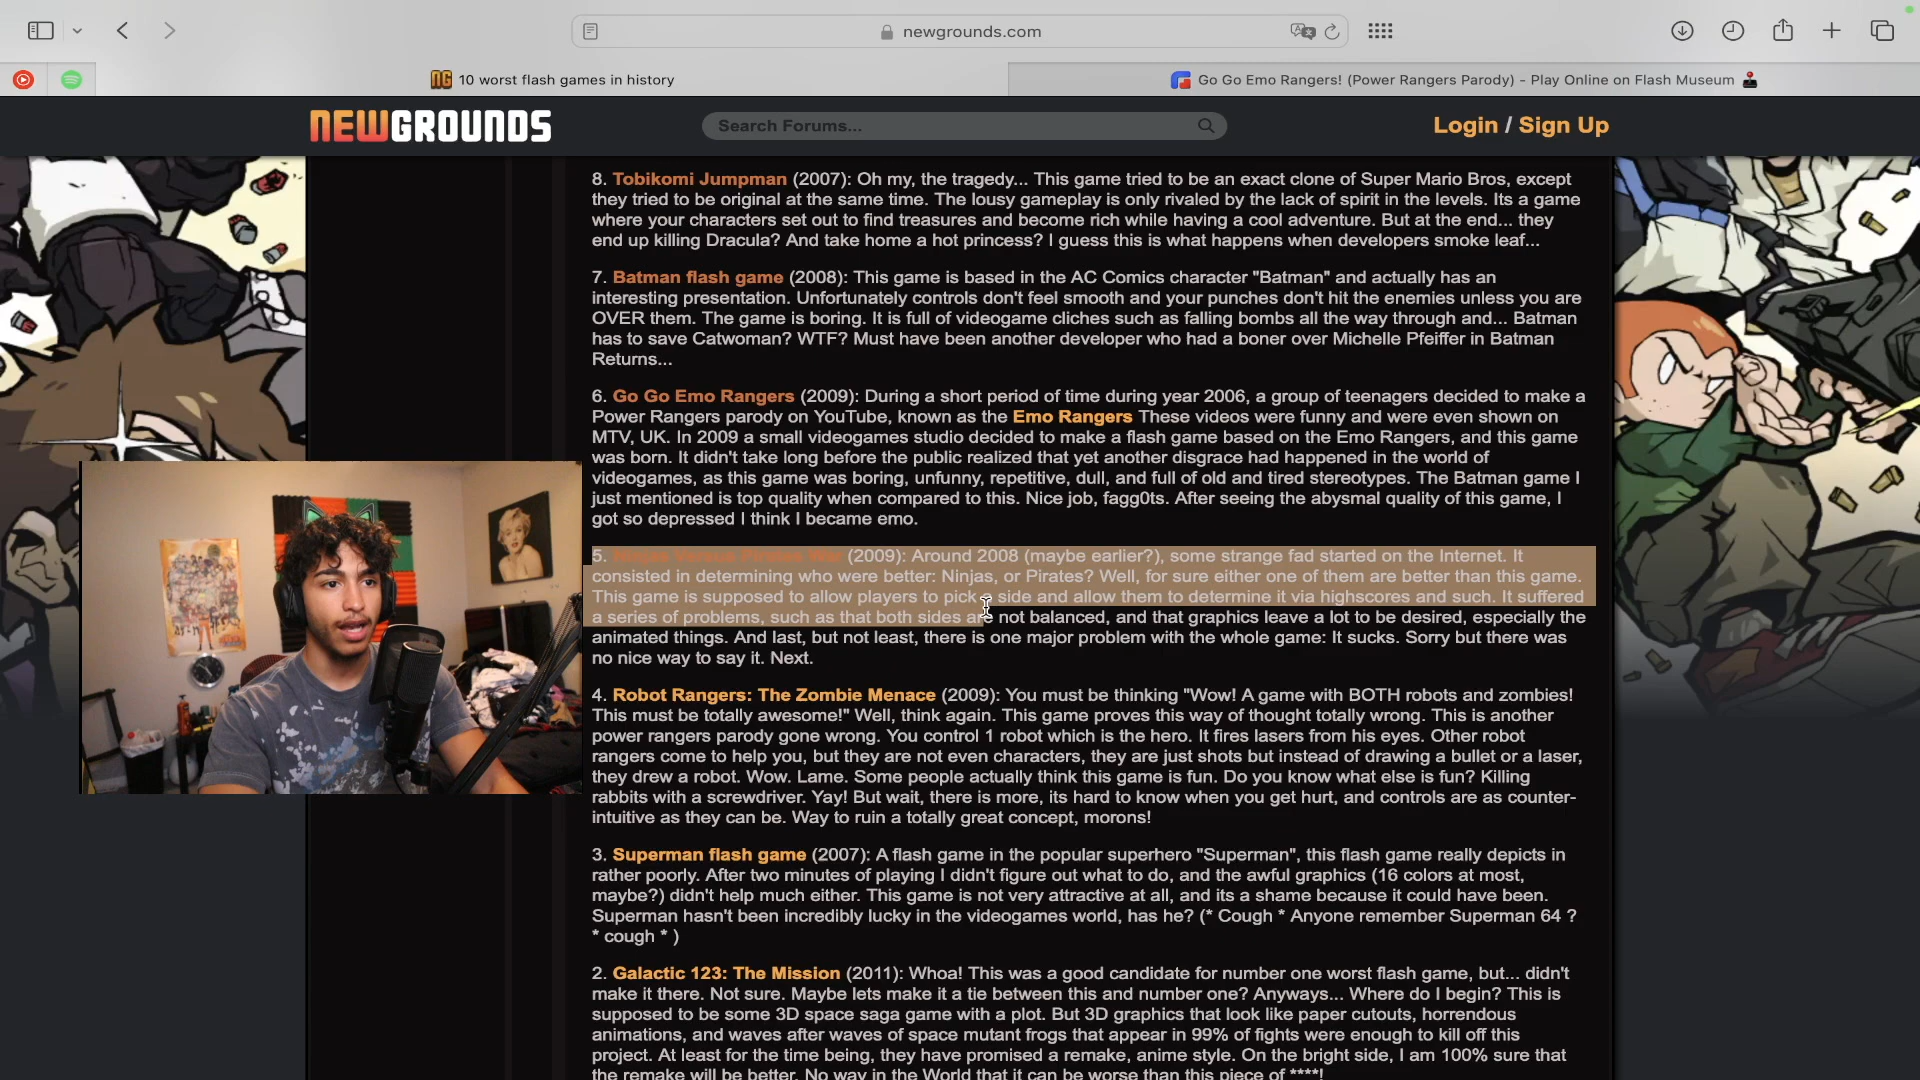 newgrounds.com
NG 10 worst flash games in history
Go Go Emo Rangers! (Power Rangers Parody) - Play Online on Flash Museum
NEWGROUNDS
Search Forums...
Login / Sign Up
8. Tobikomi Jumpman (2007): Oh my, the tragedy... This game tried to be an exact clone of Super Mario Bros, except
they tried to be original at the same time. The lousy gameplay is only rivaled by the lack of spirit in the levels. Its a game
where your characters set out to find treasures and become rich while having a cool adventure. But at the end... they
end up killing Dracula? And take home a hot princess? I guess this is what happens when developers smoke leaf...
7. Batman flash game (2008): This game is based in the AC Comics character "Batman" and actually has an
interesting presentation. Unfortunately controls don't feel smooth and your punches don't hit the enemies unless you are
OVER them. The game is boring. It is full of videogame cliches such as falling bombs all the way through and... Batman
has to save Catwoman? WTF? Must have been another developer who had a boner over Michelle Pfeiffer in Batman
Returns...
6. Go Go Emo Rangers (2009): During a short period of time during year 2006, a group of teenagers decided to make a
Power Rangers parody on YouTube, known as the Emo Rangers These videos were funny and were even shown on
MTV, UK. In 2009 a small videogames studio decided to make a flash game based on the Emo Rangers, and this game
was born. It didn't take long before the public realized that yet another disgrace had happened in the world of
videogames, as this game was boring, unfunny, repetitive, dull, and full of old and tired stereotypes. The Batman game I
just mentioned is top quality when compared to this. Nice job, fagg0ts. After seeing the abysmal quality of this game, I
got so depressed I think I became emo.
5. Ninjas Versus Pirates War (2009): Around 2008 (maybe earlier?), some strange fad started on the Internet. It
consisted in determining who were better: Ninjas, or Pirates? Well, for sure either one of them are better than this game.
This game is supposed to allow players to pick a side and allow them to determine it via highscores and such. It suffered
a series of problems, such as that both sides are not balanced, and that graphics leave a lot to be desired, especially the
animated things. And last, but not least, there is one major problem with the whole game: It sucks. Sorry but there was
no nice way to say it. Next.
4. Robot Rangers: The Zombie Menace (2009): You must be thinking "Wow! A game with BOTH robots and zombies!
This must be totally awesome!" Well, think again. This game proves this way of thought totally wrong. This is another
power rangers parody gone wrong. You control 1 robot which is the hero. It fires lasers from his eyes. Other robot
rangers come to help you, but they are not even characters, they are just shots but instead of drawing a bullet or a laser,
they drew a robot. Wow. Lame. Some people actually think this game is fun. Do you know what else is fun? Killing
rabbits with a screwdriver. Yay! But wait, there is more, its hard to know when you get hurt, and controls are as counter-
intuitive as they can be. Way to ruin a totally great concept, morons!
3. Superman flash game (2007): A flash game in the popular superhero "Superman", this flash game really depicts in
rather poorly. After two minutes of playing I didn't figure out what to do, and the awful graphics (16 colors at most,
maybe?) didn't help much either. This game is not very attractive at all, and its a shame because it could have been.
Superman hasn't been incredibly lucky in the videogames world, has he? (* Cough * Anyone remember Superman 64 ?
* cough * )
2. Galactic 123: The Mission (2011): Whoa! This was a good candidate for number one worst flash game, but... didn't
make it there. Not sure. Maybe lets make it a tie between this and number one? Anyways... Where do I begin? This is
supposed to be some 3D space saga game with a plot. But 3D graphics that look like paper cutouts, horrendous
animations, and waves after waves of space mutant frogs that appear in 99% of fights were enough to kill off this
project. At least for the time being, they have promised a remake, anime style. On the bright side, I am 100% sure that
the remake will be better. No way in the World that it can be worse than this piece of ****!